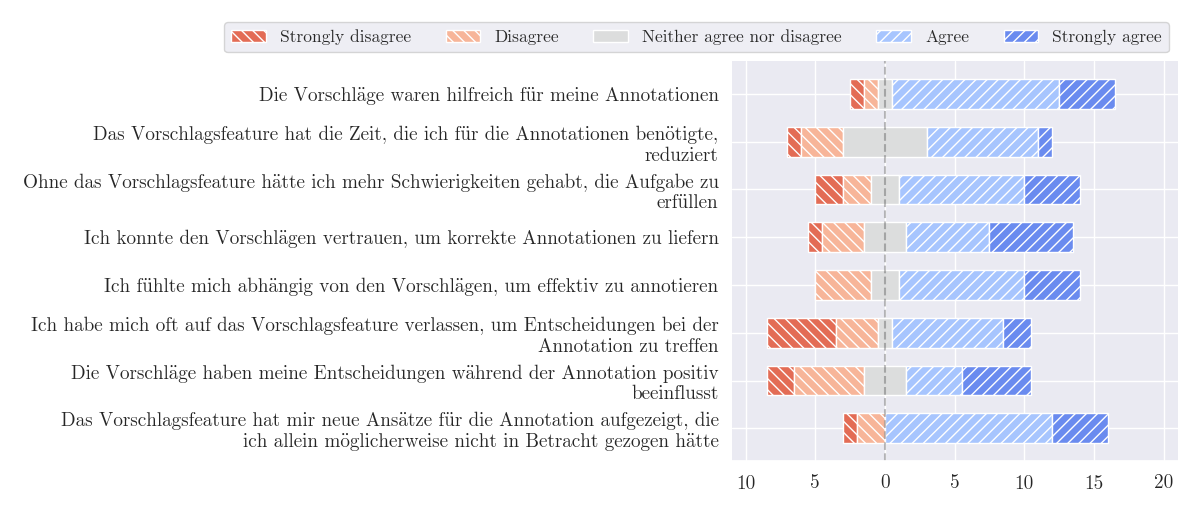 Strongly disagree Disagree Neither agree nor disagree Agree Strongly agree
Die Vorschläge waren hilfreich für meine Annotationen
Das Vorschlagsfeature hat die Zeit, die ich für die Annotationen benötigte,
reduziert
Ohne das Vorschlagsfeature hätte ich mehr Schwierigkeiten gehabt, die Aufgabe zu
erfüllen
Ich konnte den Vorschlägen vertrauen, um korrekte Annotationen zu liefern
Ich fühlte mich abhängig von den Vorschlägen, um effektiv zu annotieren
Ich habe mich oft auf das Vorschlagsfeature verlassen, um Entscheidungen bei der
Annotation zu treffen
Die Vorschläge haben meine Entscheidungen während der Annotation positiv
beeinflusst
Das Vorschlagsfeature hat mir neue Ansätze für die Annotation aufgezeigt, die
ich allein möglicherweise nicht in Betracht gezogen hätte
10 5 0 5 10 15 20